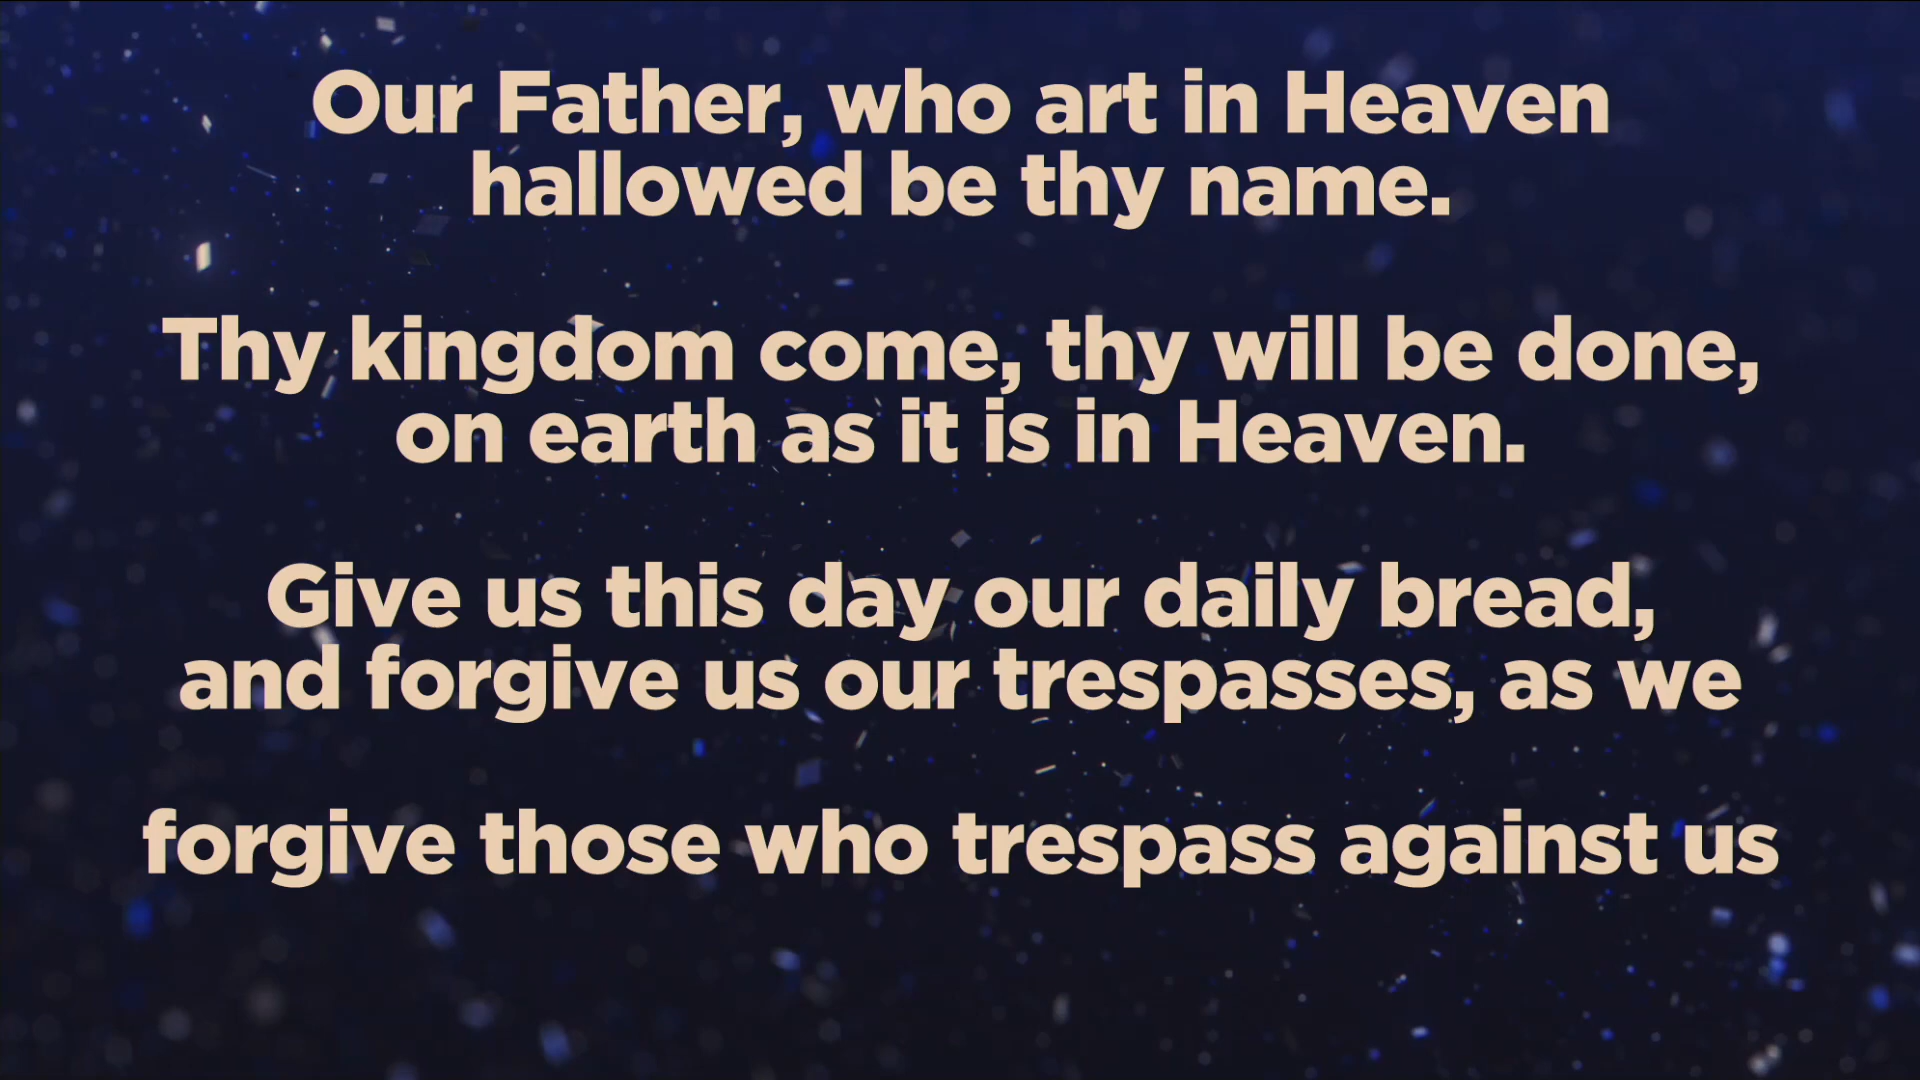 Our Father, who art in Heaven
hallowed be thy name.
Thy kingdom come, thy will be done,
on earth as it is in Heaven.
Give us this day our daily bread,
and forgive us our trespasses, as we
forgive those who trespass against us